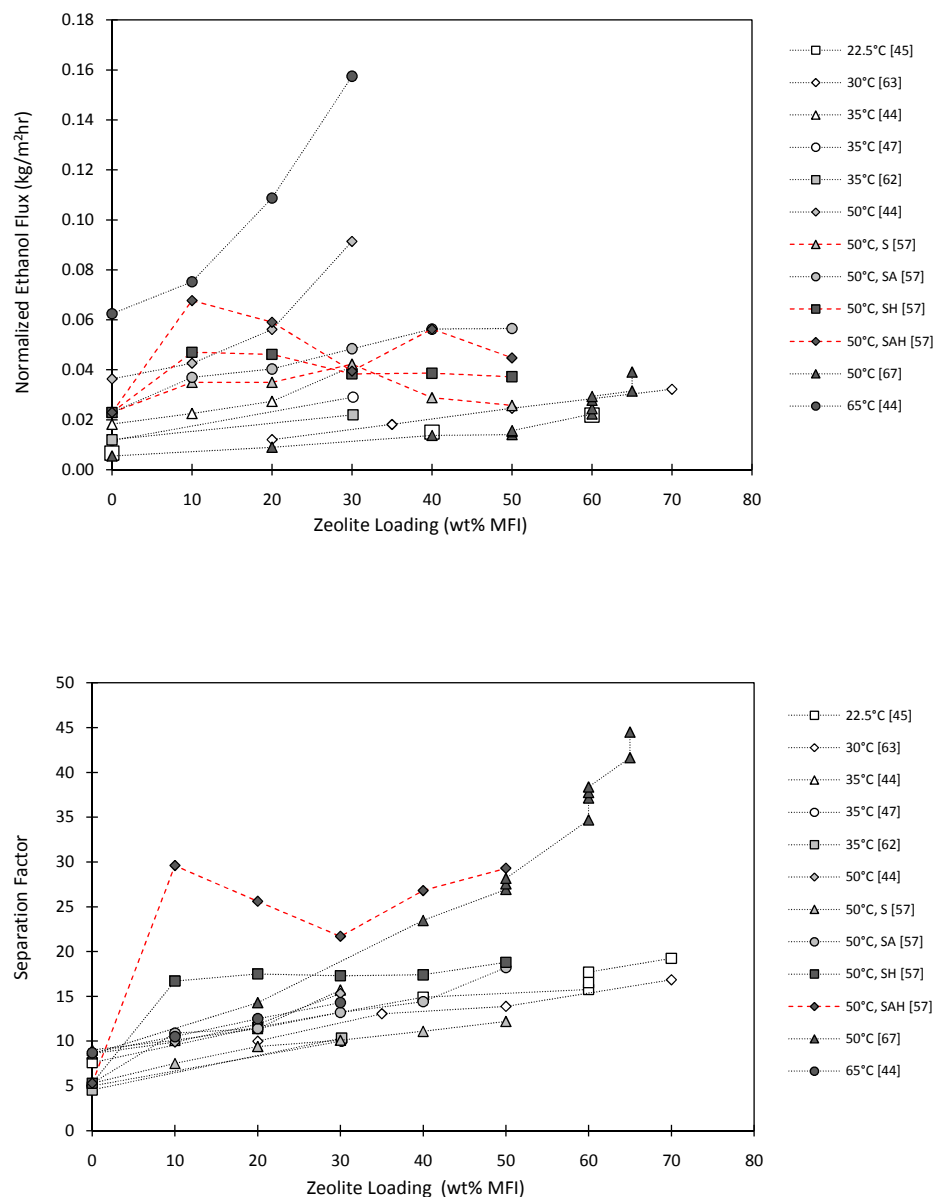 0.18
0.16
0.14
0.12
0.10
0.08
0.06
0.04
0.02
0.00
Normalized Ethanol Flux (kg/m²hr)
0 10 20 30 40 50 60 70 80
Zeolite Loading (wt% MFI)
22.5°C [45]
30°C [63]
35°C [44]
35°C [47]
35°C [62]
50°C [44]
50°C, S [57]
50°C, SA [57]
50°C, SH [57]
50°C, SAH [57]
50°C [67]
65°C [44]
50
45
40
35
30
25
20
15
10
5
0
Separation Factor
0 10 20 30 40 50 60 70 80
Zeolite Loading (wt% MFI)
22.5°C [45]
30°C [63]
35°C [44]
35°C [47]
35°C [62]
50°C [44]
50°C, S [57]
50°C, SA [57]
50°C, SH [57]
50°C, SAH [57]
50°C [67]
65°C [44]